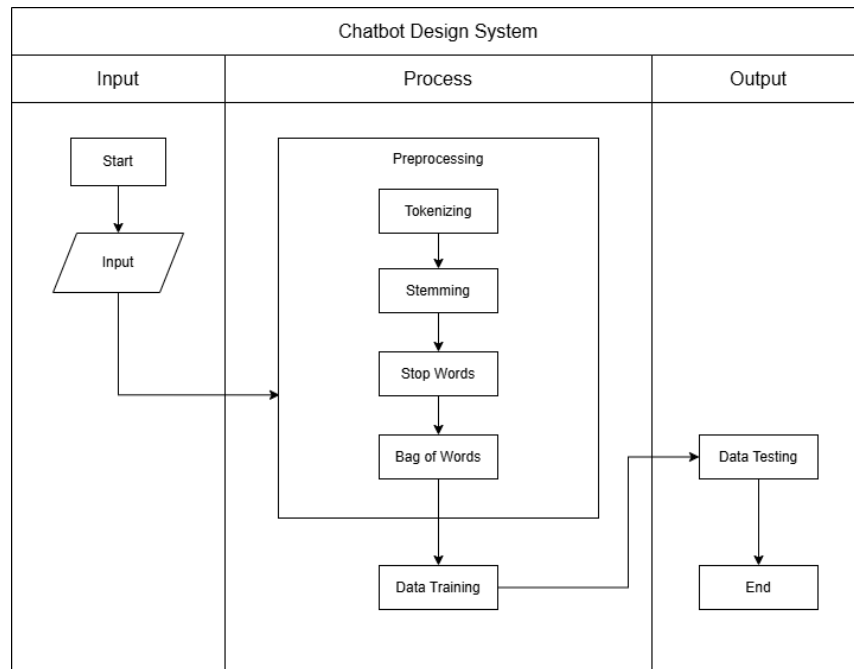 Chatbot Design System
Input
Process
Output
Start
Input
Preprocessing
Tokenizing
Stemming
Stop Words
Bag of Words
Data Training
Data Testing
End